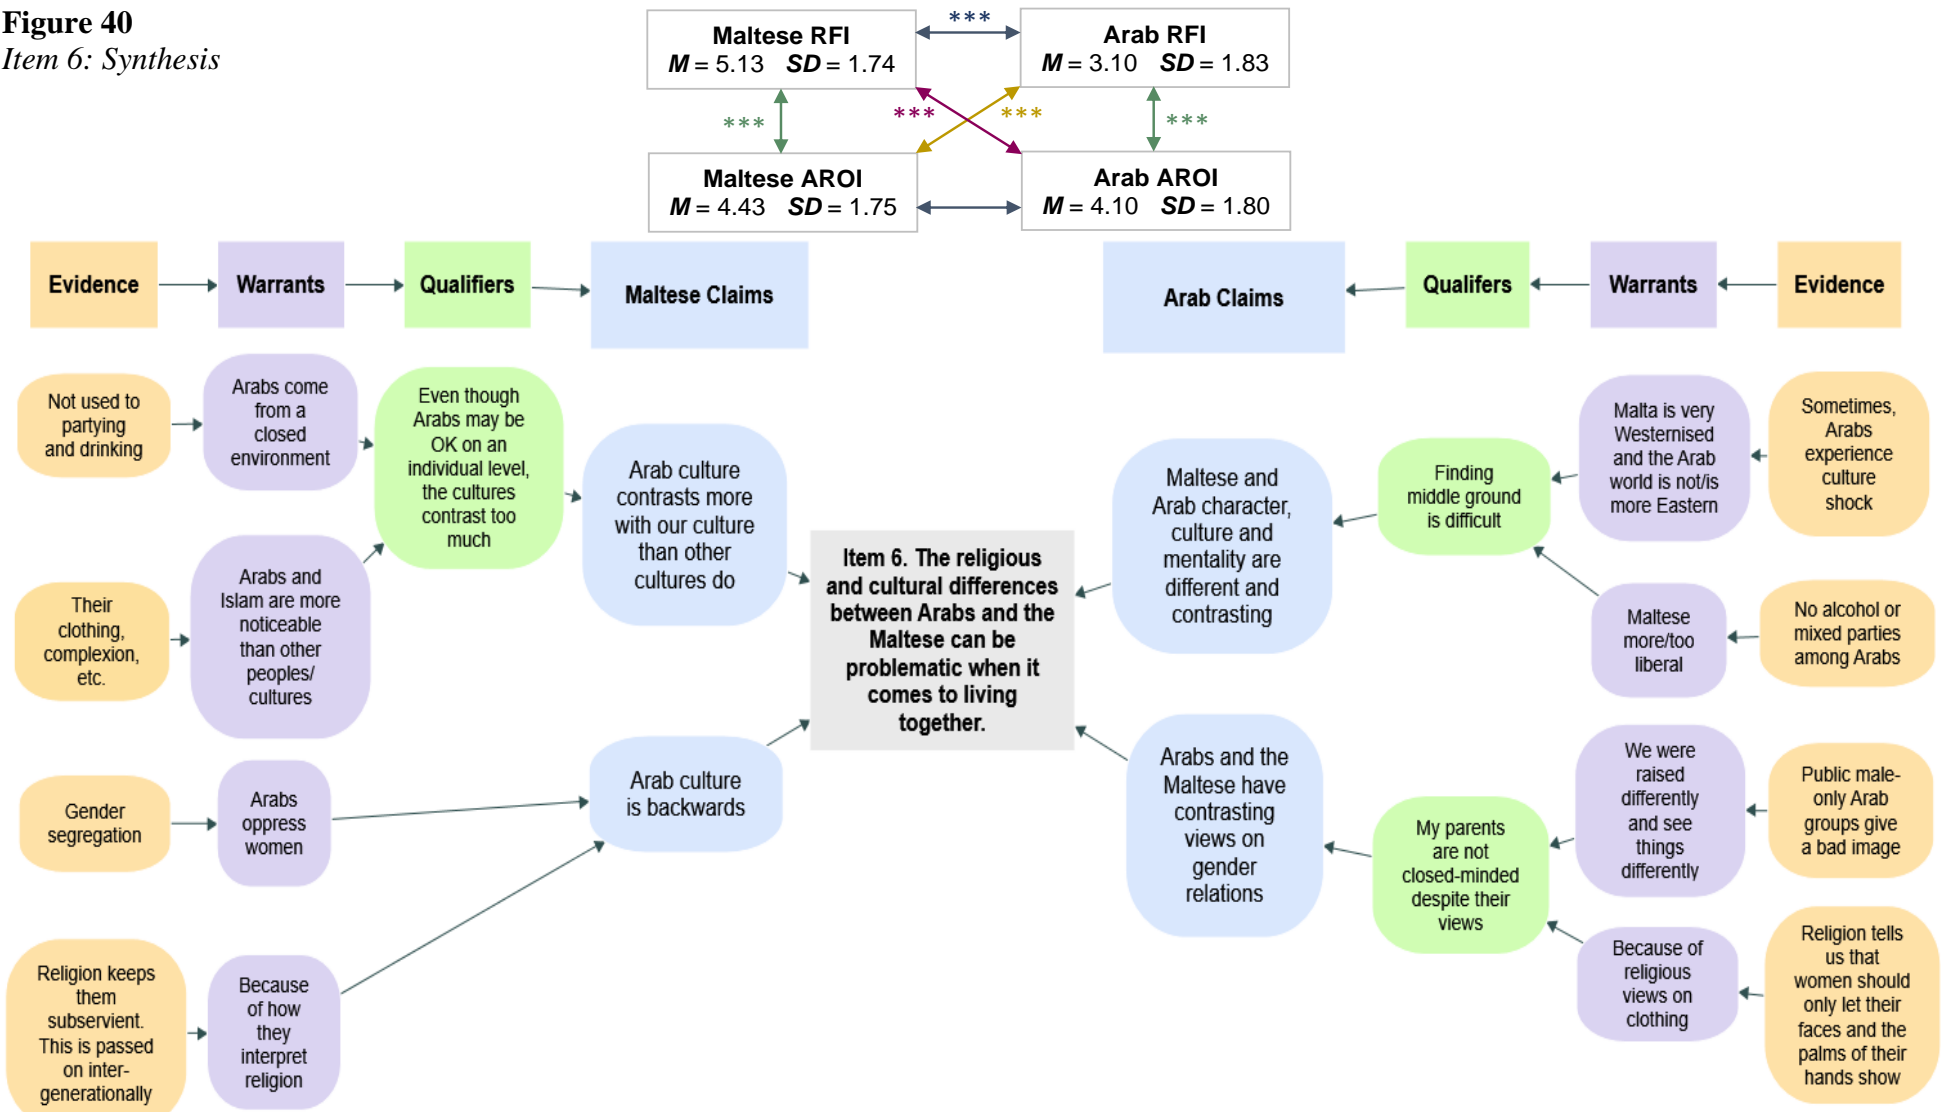 Figure 40
Item 6: Synthesis
Maltese RFI
M = 5.13 SD = 1.74
***
Arab RFI
M = 3.10 SD = 1.83
***
***
***
***
Maltese AROI
M = 4.43 SD = 1.75
Arab AROI
M = 4.10 SD = 1.80
Evidence
Warrants
Qualifiers
Maltese Claims
Arab Claims
Qualifers
Warrants
Evidence
Not used to
partying
and drinking
Arabs come
from a
closed
environment
Even though
Arabs may be
OK on an
individual level,
the cultures
contrast too
much
Their
clothing,
complexion,
etc.
Arabs and
Islam are more
noticeable
than other
peoples/
cultures
Arab culture
contrasts more
with our culture
than other
cultures do
Gender
segregation
Arabs
oppress
women
Arab culture
is backwards
Religion keeps
them
subservient.
This is passed
on inter-
generationally
Because
of how
they
interpret
religion
Item 6. The religious
and cultural differences
between Arabs and the
Maltese can be
problematic when it
comes to living
together.
Maltese and
Arab character,
culture and
mentality are
different and
contrasting
Finding
middle ground
is difficult
Malta is very
Westernised
and the Arab
world is not/is
more Eastern
Sometimes,
Arabs
experience
culture
shock
Maltese
more/too
liberal
No alcohol or
mixed parties
among Arabs
Arabs and the
Maltese have
contrasting
views on
gender
relations
My parents
are not
closed-minded
despite their
views
We were
raised
differently
and see
things
differently
Public male-
only Arab
groups give
a bad image
Because of
religious
views on
clothing
Religion tells
us that
women should
only let their
faces and the
palms of their
hands show